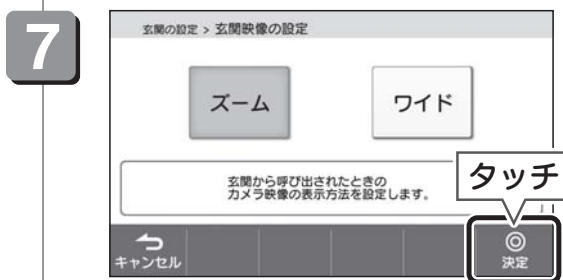 7
玄関の設定 > 玄関映像の設定
ズーム
ワイド
玄関から呼び出されたときの
カメラ映像の表示方法を設定します。
タッチ
キャンセル
◎
決定